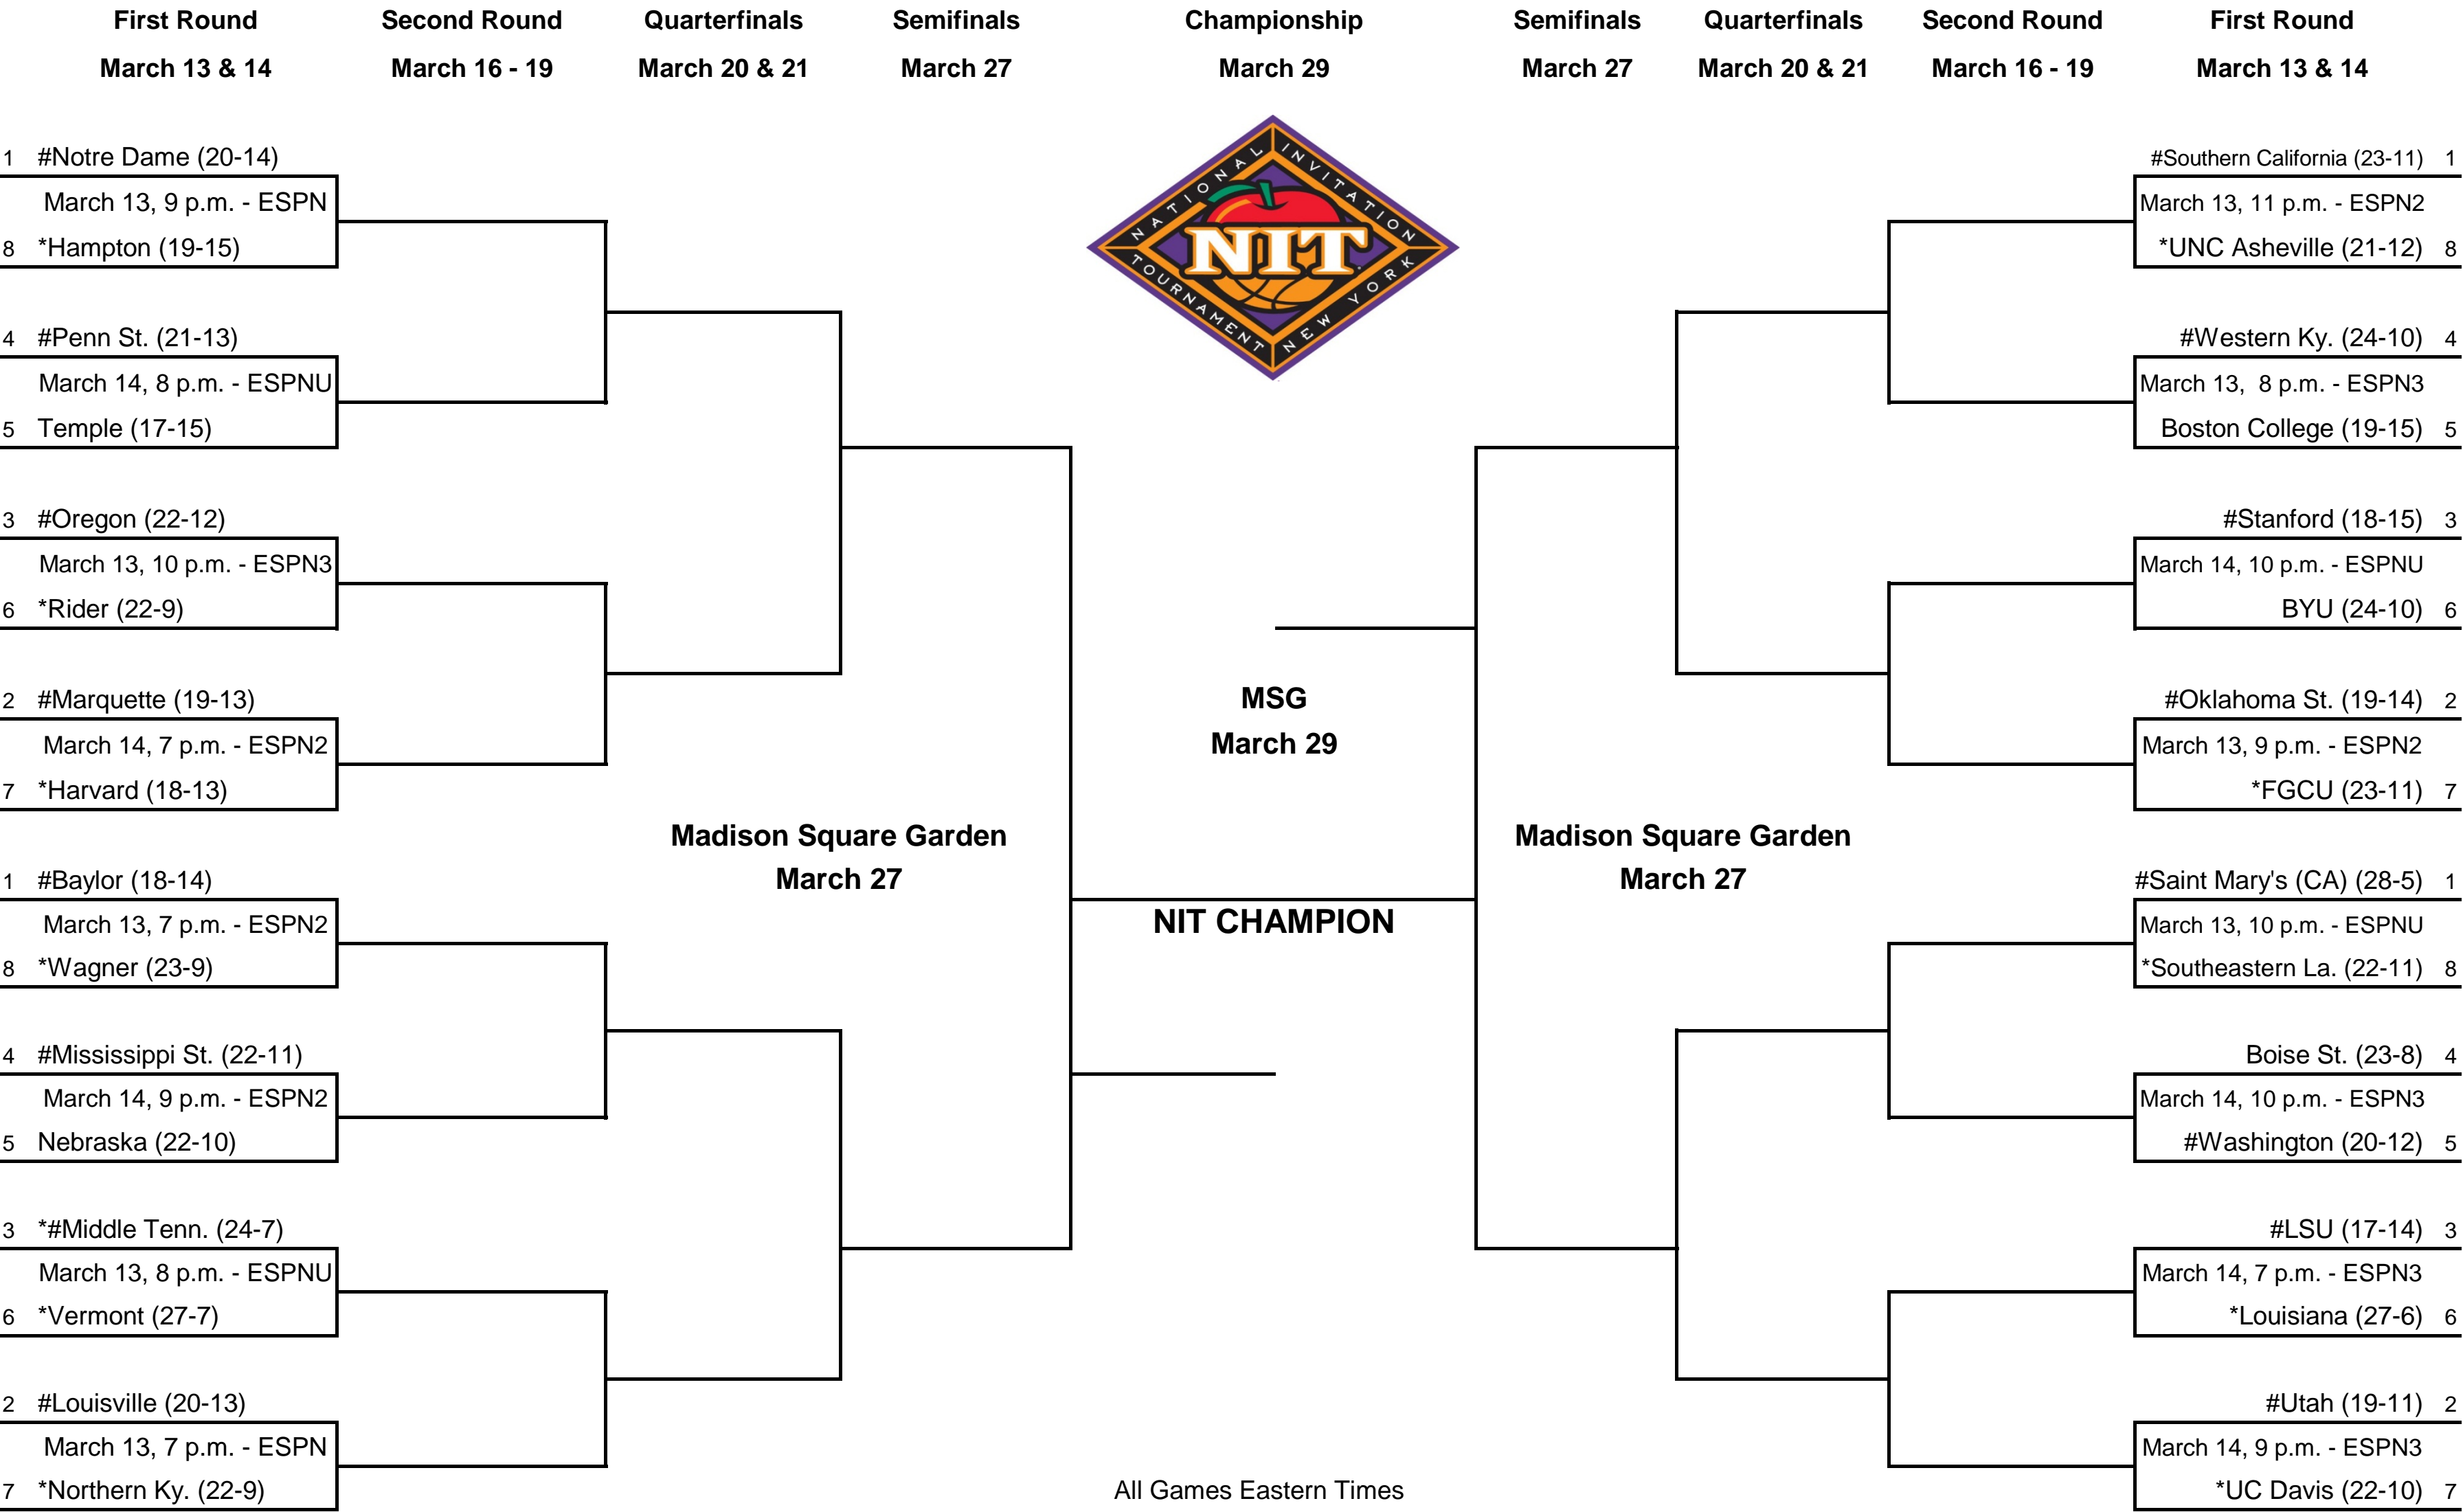 First Round Second Round Quarterfinals Semifinals Championship Semifinals Quarterfinals Second Round First Round
March 13 & 14 March 16 - 19 March 20 & 21 March 27 March 29 March 27 March 20 & 21 March 16 - 19 March 13 & 14
1 #Notre Dame (20-14)
March 13, 9 p.m. - ESPN
8 *Hampton (19-15)
4 #Penn St. (21-13)
March 14, 8 p.m. - ESPNU
5 Temple (17-15)
3 #Oregon (22-12)
March 13, 10 p.m. - ESPN3
6 *Rider (22-9)
2 #Marquette (19-13)
March 14, 7 p.m. - ESPN2
7 *Harvard (18-13)
1 #Baylor (18-14)
March 13, 7 p.m. - ESPN2
8 *Wagner (23-9)
4 #Mississippi St. (22-11)
March 14, 9 p.m. - ESPN2
5 Nebraska (22-10)
3 *#Middle Tenn. (24-7)
March 13, 8 p.m. - ESPNU
6 *Vermont (27-7)
2 #Louisville (20-13)
March 13, 7 p.m. - ESPN
7 *Northern Ky. (22-9)
Madison Square Garden
March 27
NATIONAL INVITATION
NIT
TOURNAMENT NEW YORK
MSG
March 29
NIT CHAMPION
All Games Eastern Times
Madison Square Garden
March 27
#Southern California (23-11) 1
March 13, 11 p.m. - ESPN2
*UNC Asheville (21-12) 8
#Western Ky. (24-10) 4
March 13, 8 p.m. - ESPN3
Boston College (19-15) 5
#Stanford (18-15) 3
March 14, 10 p.m. - ESPNU
BYU (24-10) 6
#Oklahoma St. (19-14) 2
March 13, 9 p.m. - ESPN2
*FGCU (23-11) 7
#Saint Mary's (CA) (28-5) 1
March 13, 10 p.m. - ESPNU
*Southeastern La. (22-11) 8
Boise St. (23-8) 4
March 14, 10 p.m. - ESPN3
#Washington (20-12) 5
#LSU (17-14) 3
March 14, 7 p.m. - ESPN3
*Louisiana (27-6) 6
#Utah (19-11) 2
March 14, 9 p.m. - ESPN3
*UC Davis (22-10) 7